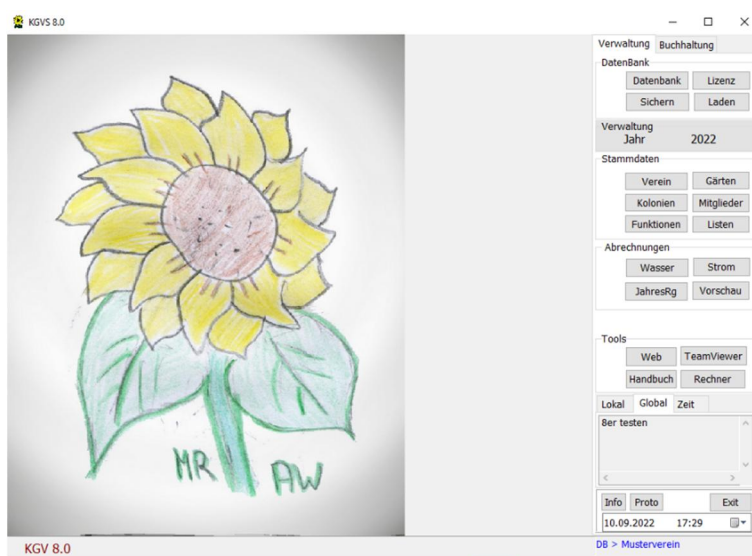 KGVS 8.0
Verwaltung Buchhaltung
DatenBank
Datenbank Lizenz
Sichern Laden
Verwaltung
Jahr 2022
Stammdaten
Verein Gärten
Kolonien Mitglieder
Funktionen Listen
Abrechnungen
Wasser Strom
JahresRg Vorschau
Tools
Web TeamViewer
Handbuch Rechner
Lokal Global Zeit
8er testen
MR AW
Info Proto Exit
10.09.2022 17:29
KGV 8.0
DB > Musterverein